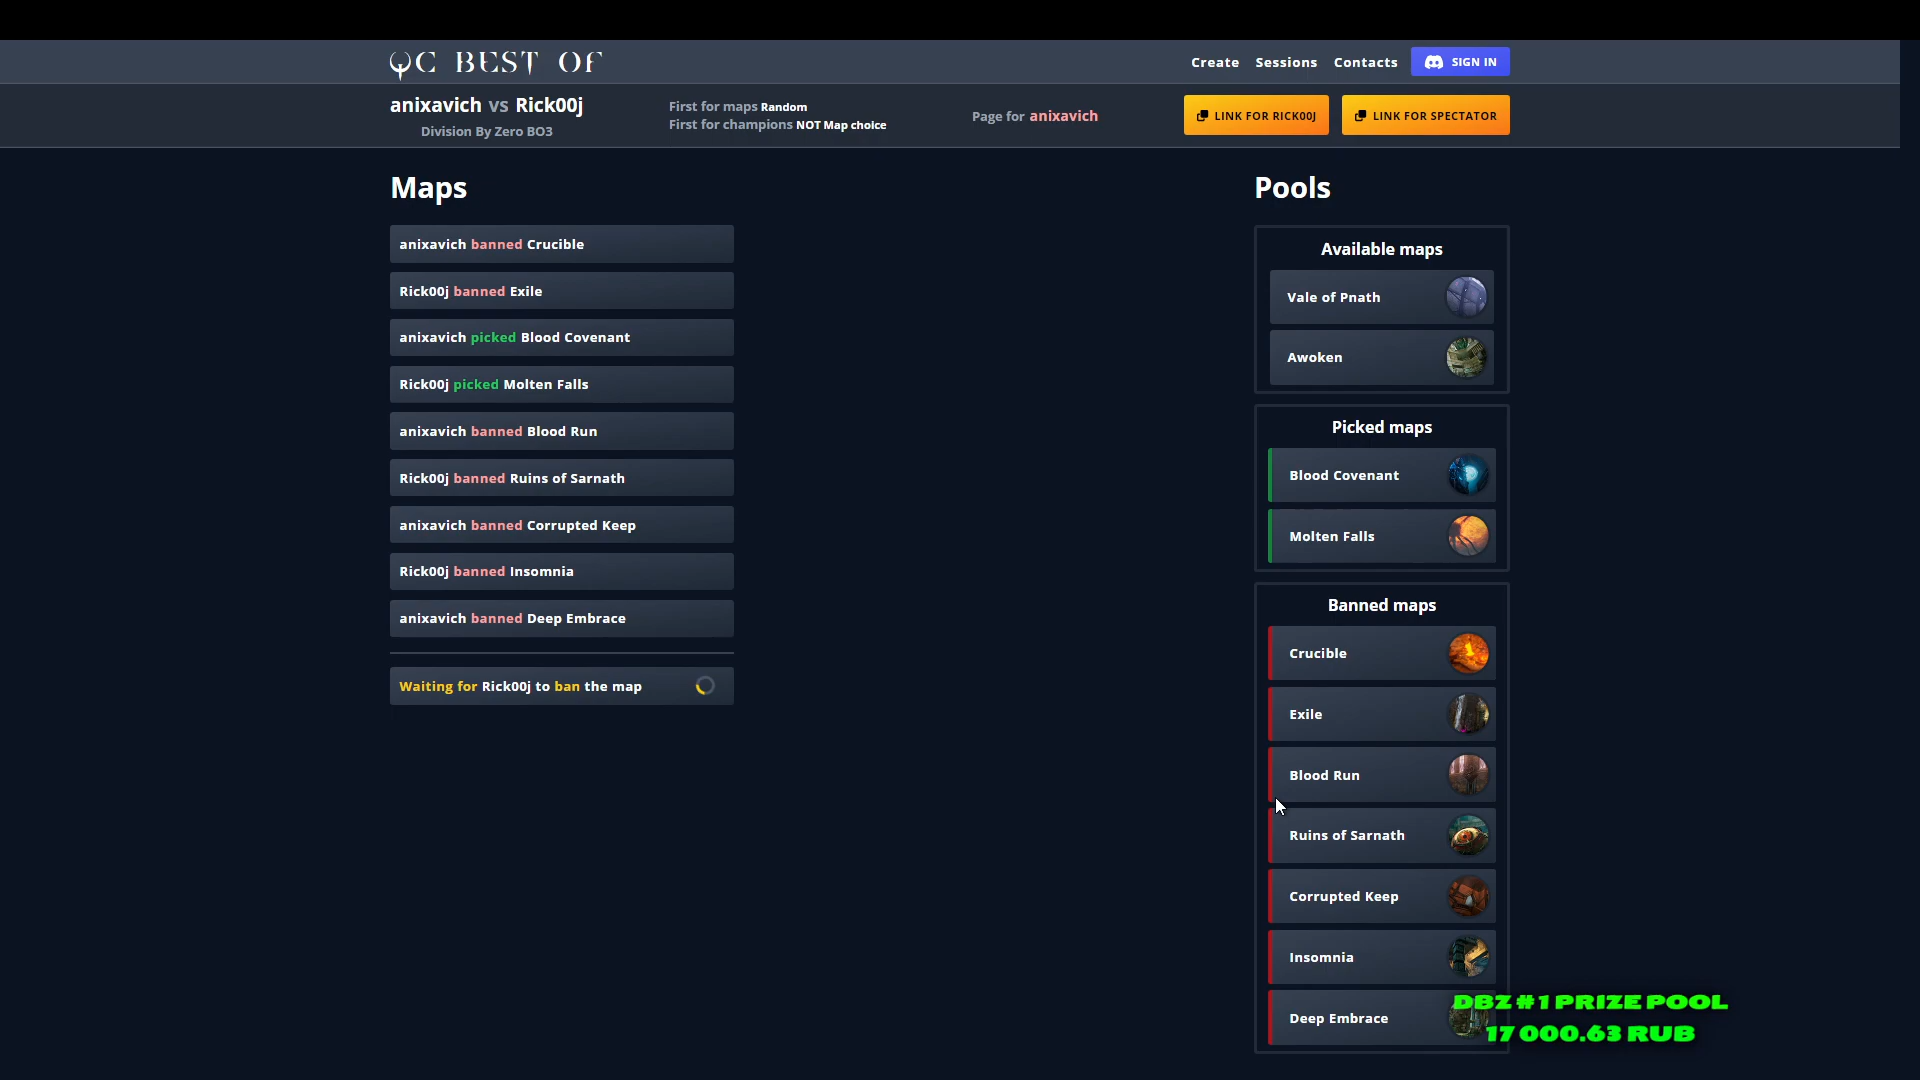 QC BEST OF
Create Sessions Contacts SIGN IN
anixavich vs Rick00j
Division By Zero BO3
First for maps Random
First for champions NOT Map choice
Page for anixavich
LINK FOR RICK00J
LINK FOR SPECTATOR
Maps
anixavich banned Crucible
Rick00j banned Exile
anixavich picked Blood Covenant
Rick00j picked Molten Falls
anixavich banned Blood Run
Rick00j banned Ruins of Sarnath
anixavich banned Corrupted Keep
Rick00j banned Insomnia
anixavich banned Deep Embrace
Waiting for Rick00j to ban the map
Pools
Available maps
Vale of Pnath
Awoken
Picked maps
Blood Covenant
Molten Falls
Banned maps
Crucible
Exile
Blood Run
Ruins of Sarnath
Corrupted Keep
Insomnia
Deep Embrace
DBZ #1 PRIZE POOL
17 000.63 RUB